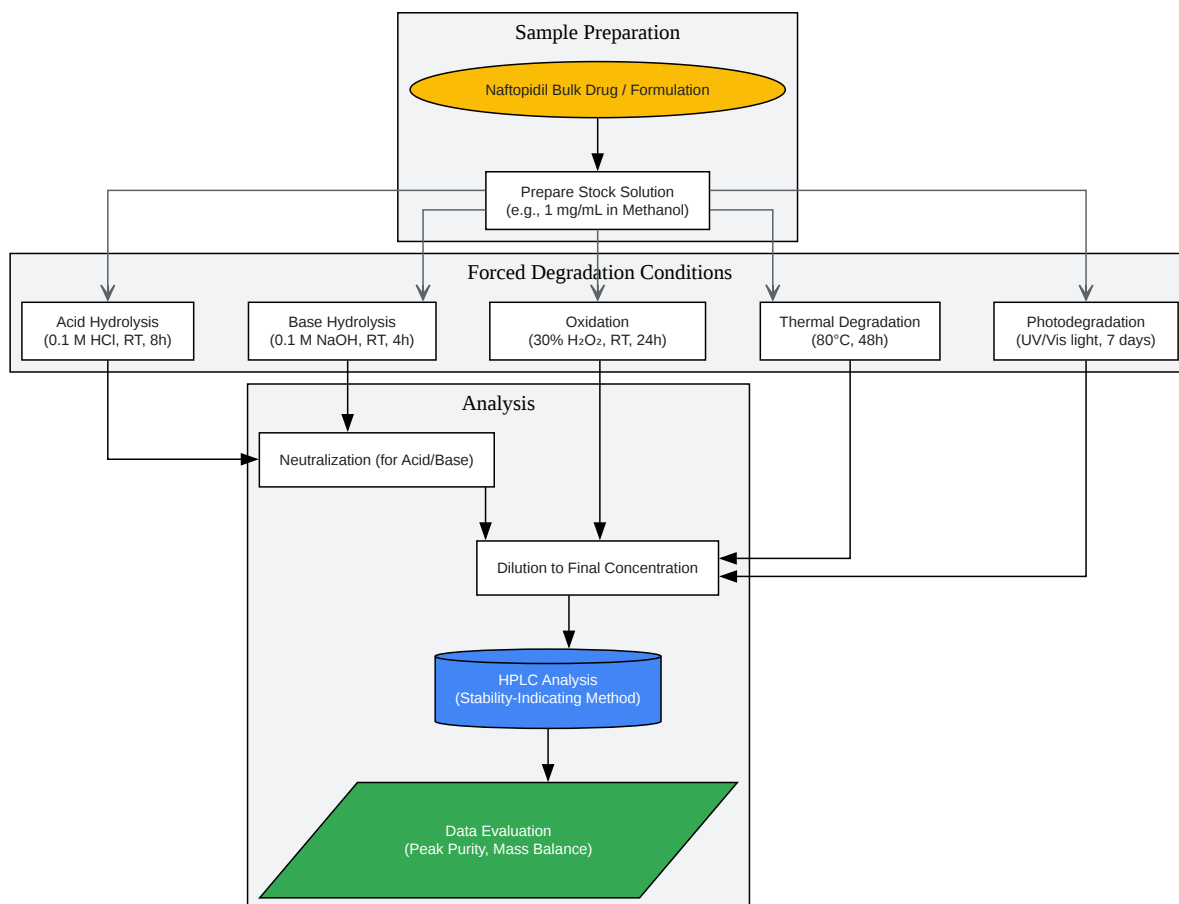 Sample Preparation
Naftopidil Bulk Drug / Formulation
Prepare Stock Solution
(e.g., 1 mg/mL in Methanol)
Forced Degradation Conditions
Acid Hydrolysis
(0.1 M HCl, RT, 8h)
Base Hydrolysis
(0.1 M NaOH, RT, 4h)
Oxidation
(30% H₂O₂, RT, 24h)
Thermal Degradation
(80°C, 48h)
Photodegradation
(UV/Vis light, 7 days)
Analysis
Neutralization (for Acid/Base)
Dilution to Final Concentration
HPLC Analysis
(Stability-Indicating Method)
Data Evaluation
(Peak Purity, Mass Balance)